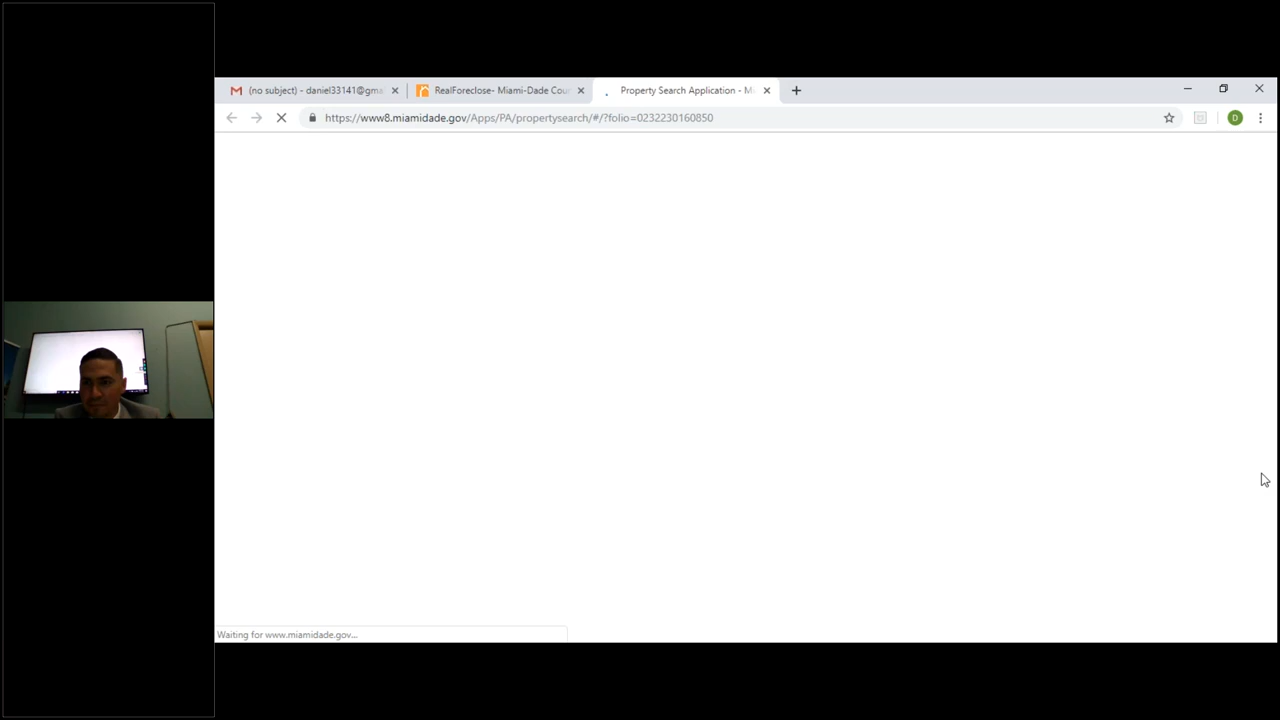 (no subject) - daniel33141@gma
RealForeclose- Miami-Dade Cou
Property Search Application - M
https://www8.miamidade.gov/Apps/PA/propertysearch/#/?folio=0232230160850
D
Waiting for www.miamidade.gov...